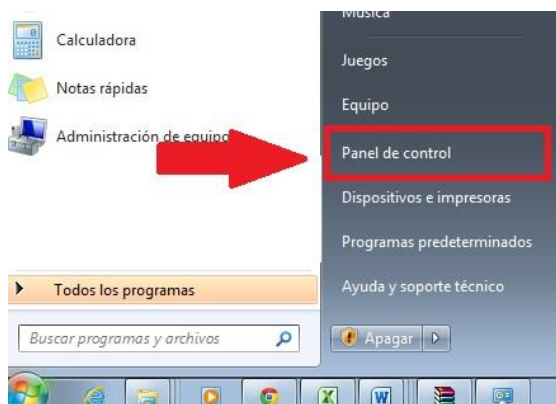 Calculadora
Notas rápidas
Administración de equipo
Todos los programas
Buscar programas y archivos
Música
Juegos
Equipo
Panel de control
Dispositivos e impresoras
Programas predeterminados
Ayuda y soporte técnico
Apagar